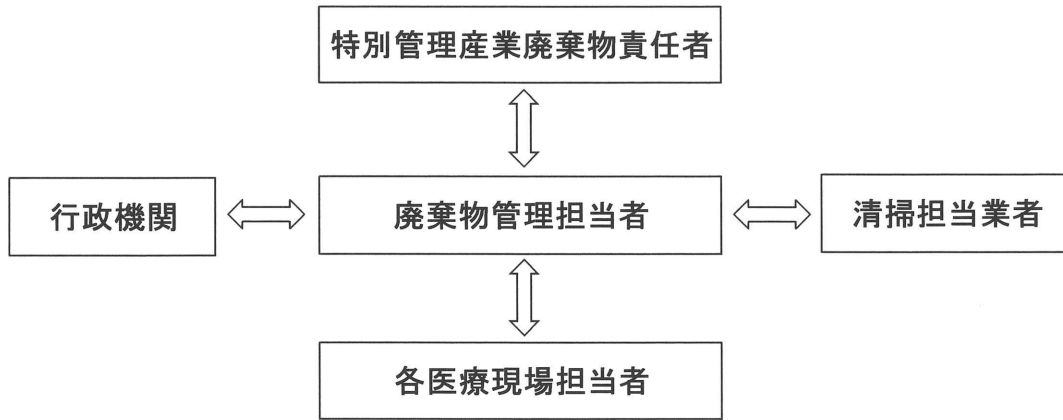 特別管理産業廃棄物責任者
行政機関
廃棄物管理担当者
清掃担当業者
各医療現場担当者